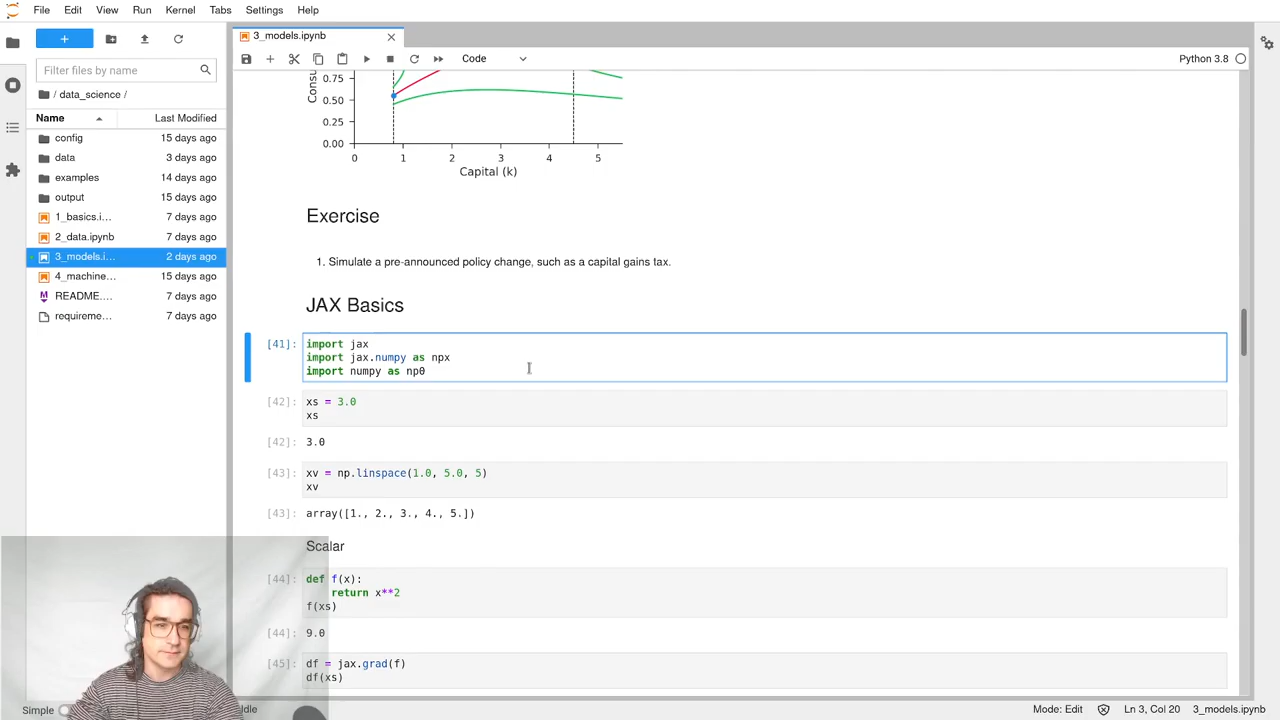 File Edit View Run Kernel Tabs Settings Help
3_models.ipynb
Filter files by name
Code
Python 3.8
/ data_science /
Name Last Modified
config 15 days ago
data 3 days ago
examples 14 days ago
output 15 days ago
1_basics.i... 7 days ago
2_data.ipynb 7 days ago
3_models.i... 2 days ago
4_machine... 15 days ago
README.... 7 days ago
requireme... 7 days ago
Consu
0.75
0.50
0.25
0.00
0 1 2 3 4 5
Capital (k)
Exercise
1. Simulate a pre-announced policy change, such as a capital gains tax.
JAX Basics
[41]: import jax
import jax.numpy as npx
import numpy as np0
[42]: xs = 3.0
xs
[42]: 3.0
[43]: xv = np.linspace(1.0, 5.0, 5)
xv
[43]: array([1., 2., 3., 4., 5.])
Scalar
[44]: def f(x):
return x**2
f(xs)
[44]: 9.0
[45]: df = jax.grad(f)
df(xs)
Simple
Idle
Mode: Edit
Ln 3, Col 20
3_models.ipynb